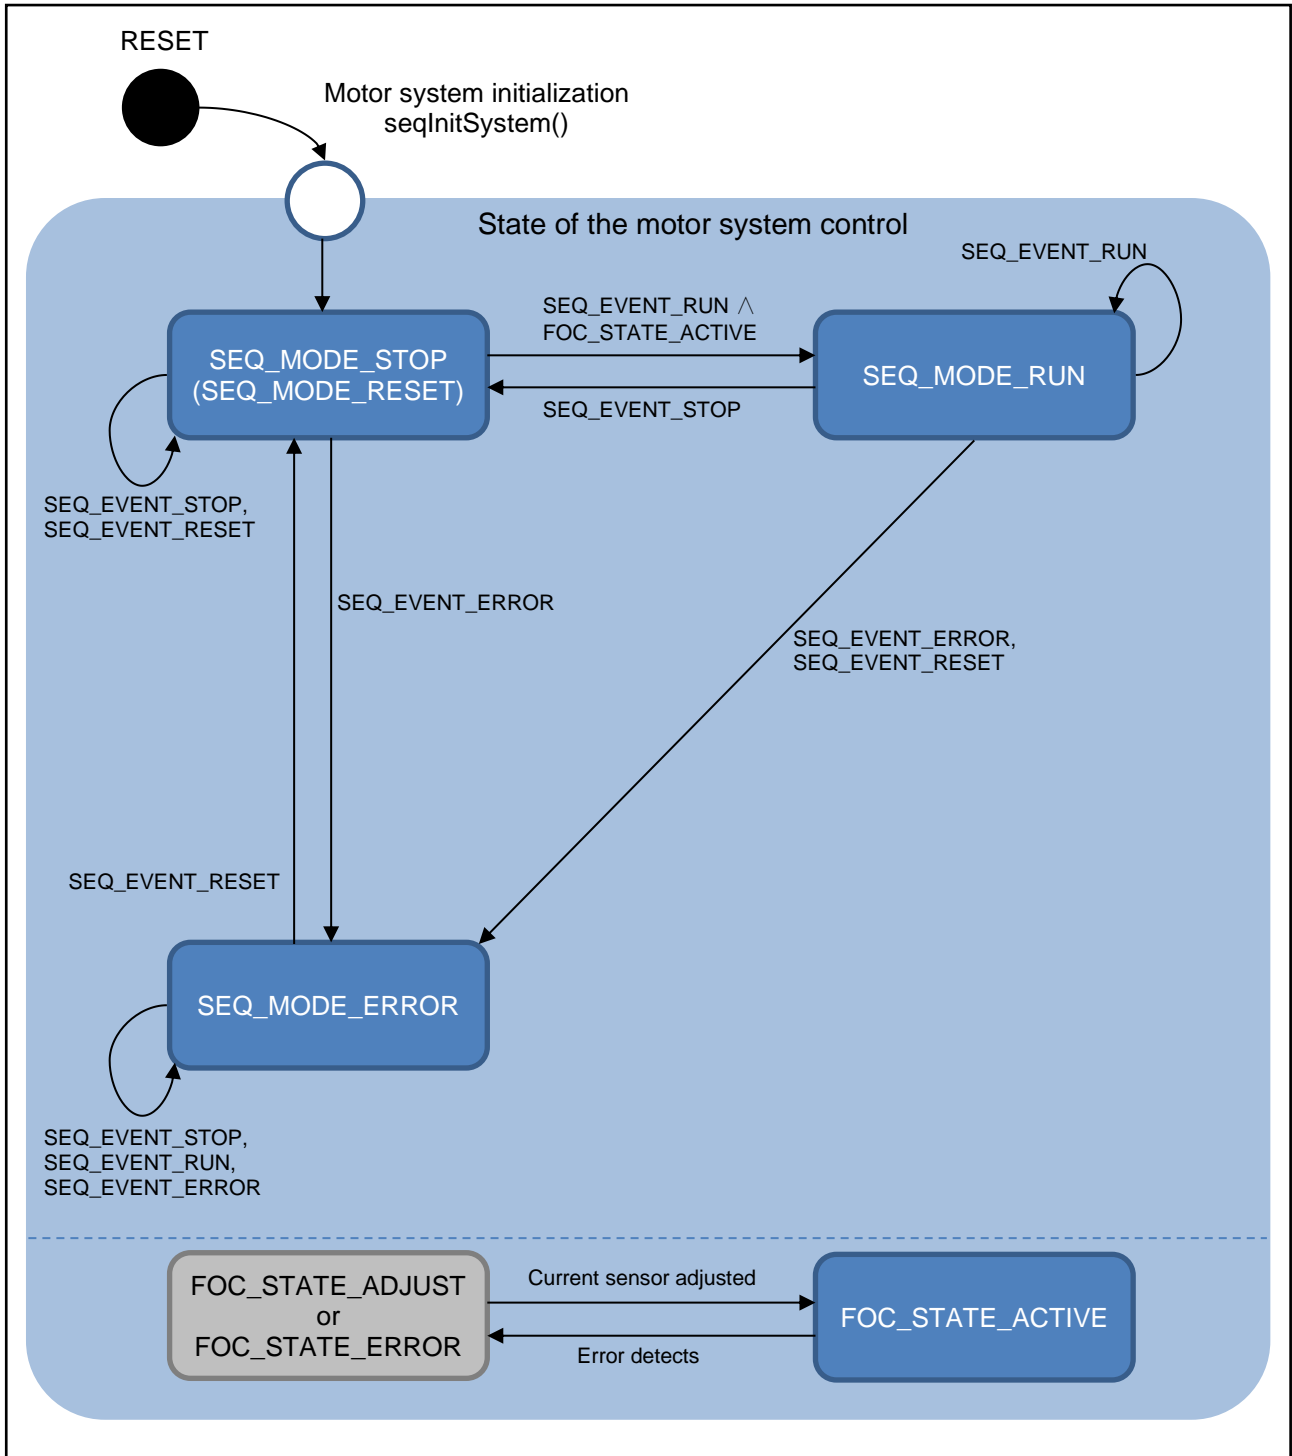 RESET
Motor system initialization
seqInitSystem()
State of the motor system control
SEQ_EVENT_RUN
SEQ_EVENT_RUN ∧
FOC_STATE_ACTIVE
SEQ_MODE_STOP
(SEQ_MODE_RESET)
SEQ_MODE_RUN
SEQ_EVENT_STOP
SEQ_EVENT_STOP,
SEQ_EVENT_RESET
SEQ_EVENT_ERROR
SEQ_EVENT_ERROR,
SEQ_EVENT_RESET
SEQ_EVENT_RESET
SEQ_MODE_ERROR
SEQ_EVENT_STOP,
SEQ_EVENT_RUN,
SEQ_EVENT_ERROR
FOC_STATE_ADJUST
or
FOC_STATE_ERROR
Current sensor adjusted
Error detects
FOC_STATE_ACTIVE